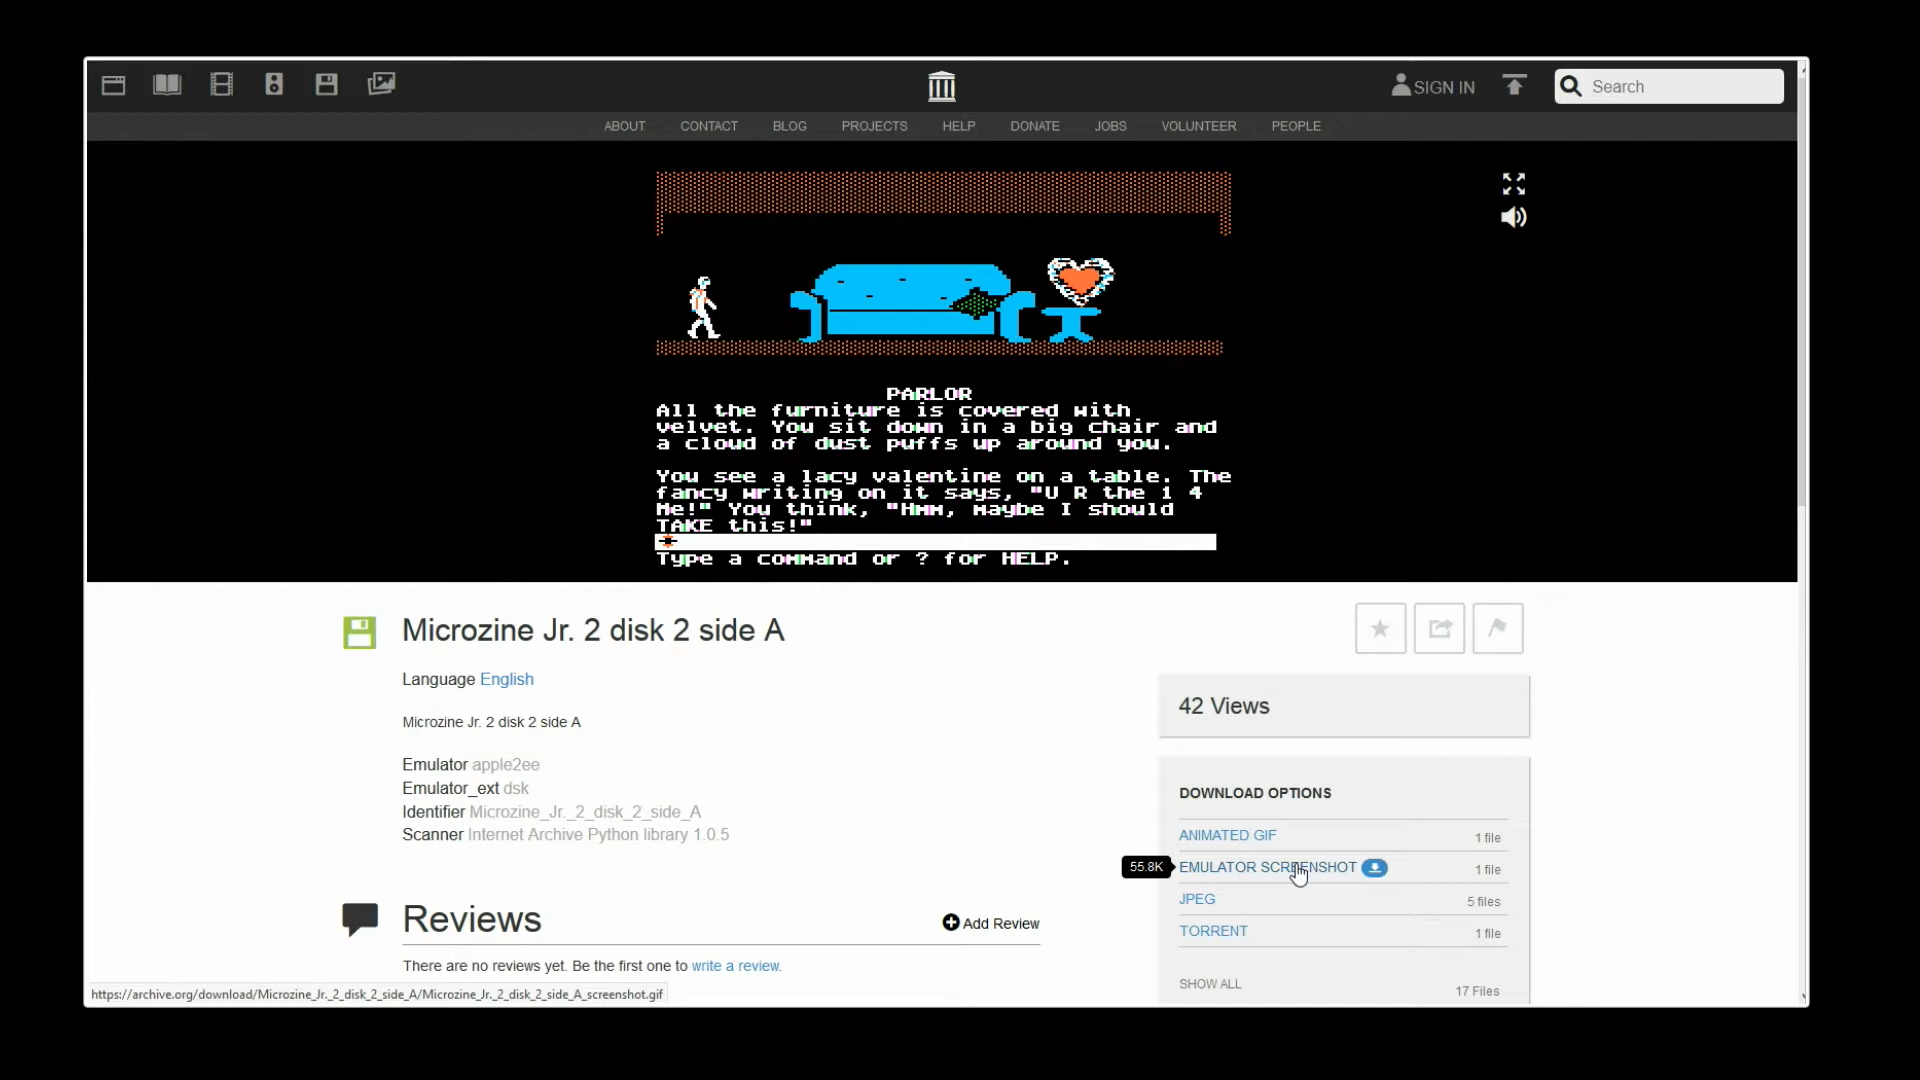 SIGN IN
Search
ABOUT CONTACT BLOG PROJECTS HELP DONATE JOBS VOLUNTEER PEOPLE
PARLOR
All the furniture is covered with
velvet. You sit down in a big chair and
a cloud of dust puffs up around you.
You see a lacy valentine on a table. The
fancy writing on it says, "U R the 1 4
Me!" You think, "Hmm, maybe I should
TAKE this!"
Type a command or ? for HELP.
Microzine Jr. 2 disk 2 side A
Language English
Microzine Jr. 2 disk 2 side A
Emulator apple2ee
Emulator_ext dsk
Identifier Microzine_Jr._2_disk_2_side_A
Scanner Internet Archive Python library 1.0.5
Reviews
Add Review
There are no reviews yet. Be the first one to write a review.
42 Views
DOWNLOAD OPTIONS
ANIMATED GIF 1 file
55.8K EMULATOR SCREENSHOT 1 file
JPEG 5 files
TORRENT 1 file
SHOW ALL 17 Files
https://archive.org/download/Microzine_Jr._2_disk_2_side_A/Microzine_Jr._2_disk_2_side_A_screenshot.gif